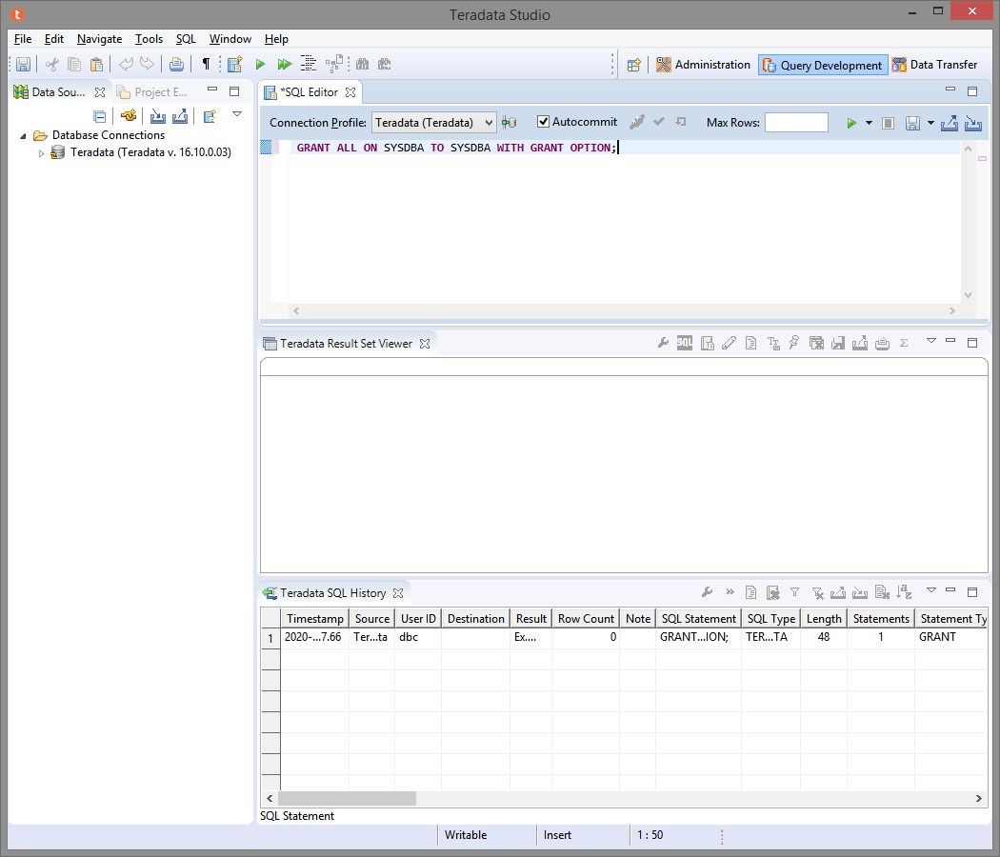 Teradata Studio
File Edit Navigate Tools SQL Window Help
Administration Query Development Data Transfer
Data Sou... Project E...
Database Connections
Teradata (Teradata v. 16.10.0.03)
*SQL Editor
Connection Profile: Teradata (Teradata) Autocommit Max Rows:
GRANT ALL ON SYSDBA TO SYSDBA WITH GRANT OPTION;
Teradata Result Set Viewer
Teradata SQL History
Timestamp Source User ID Destination Result Row Count Note SQL Statement SQL Type Length Statements Statement Ty
1 2020-...7.66 Ter...ta dbc Ex.... 0 GRANT...ION; TER...TA 48 1 GRANT
SQL Statement
Writable Insert 1 : 50